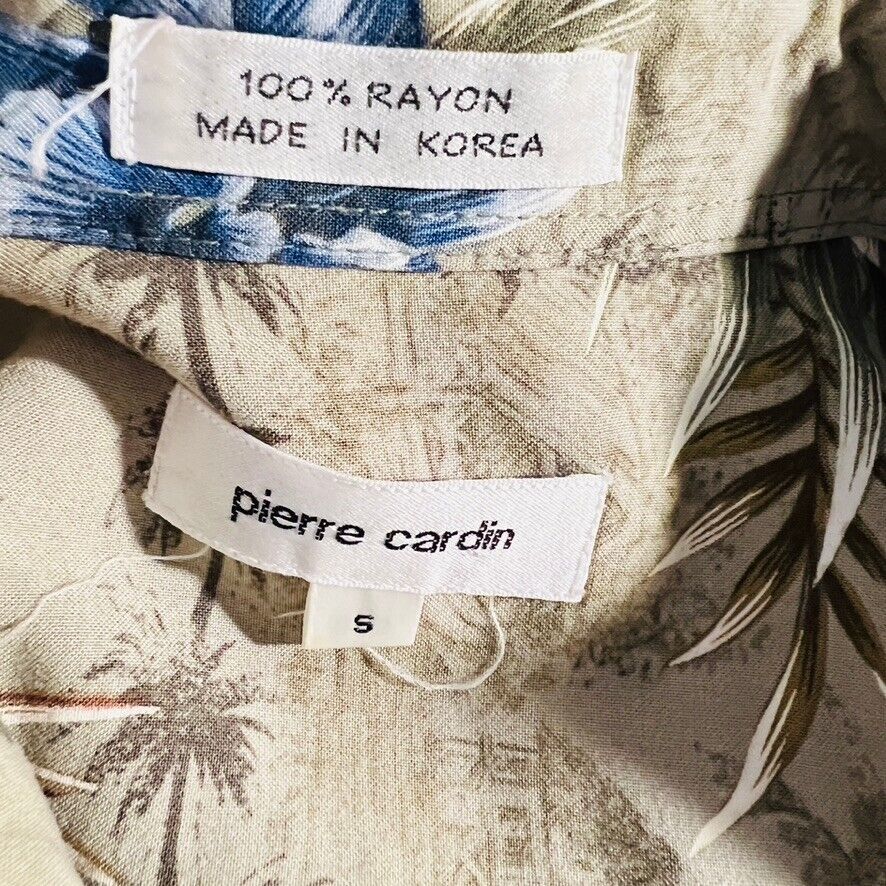 100% RAYON
MADE IN KOREA
pierre cardin
S